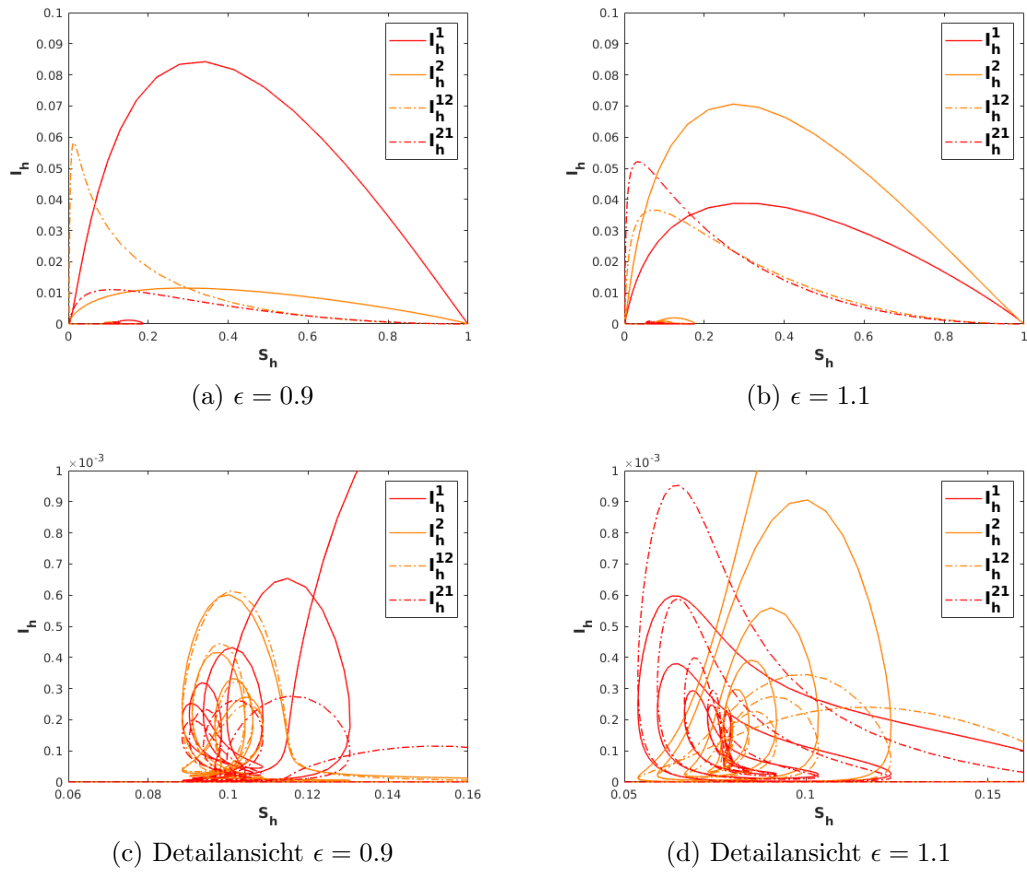 0.1
0.09
0.08
0.07
0.06
0.05
0.04
0.03
0.02
0.01
0
I_h
0 0.2 0.4 0.6 0.8 1
S_h
I_h^1
I_h^2
I_h^12
I_h^21
(a) ϵ = 0.9
0.1
0.09
0.08
0.07
0.06
0.05
0.04
0.03
0.02
0.01
0
I_h
0 0.2 0.4 0.6 0.8 1
S_h
I_h^1
I_h^2
I_h^12
I_h^21
(b) ϵ = 1.1
×10^-3
1
0.9
0.8
0.7
0.6
0.5
0.4
0.3
0.2
0.1
0
I_h
0.06 0.08 0.1 0.12 0.14 0.16
S_h
I_h^1
I_h^2
I_h^12
I_h^21
(c) Detailansicht ϵ = 0.9
×10^-3
1
0.9
0.8
0.7
0.6
0.5
0.4
0.3
0.2
0.1
0
I_h
0.05 0.1 0.15
S_h
I_h^1
I_h^2
I_h^12
I_h^21
(d) Detailansicht ϵ = 1.1